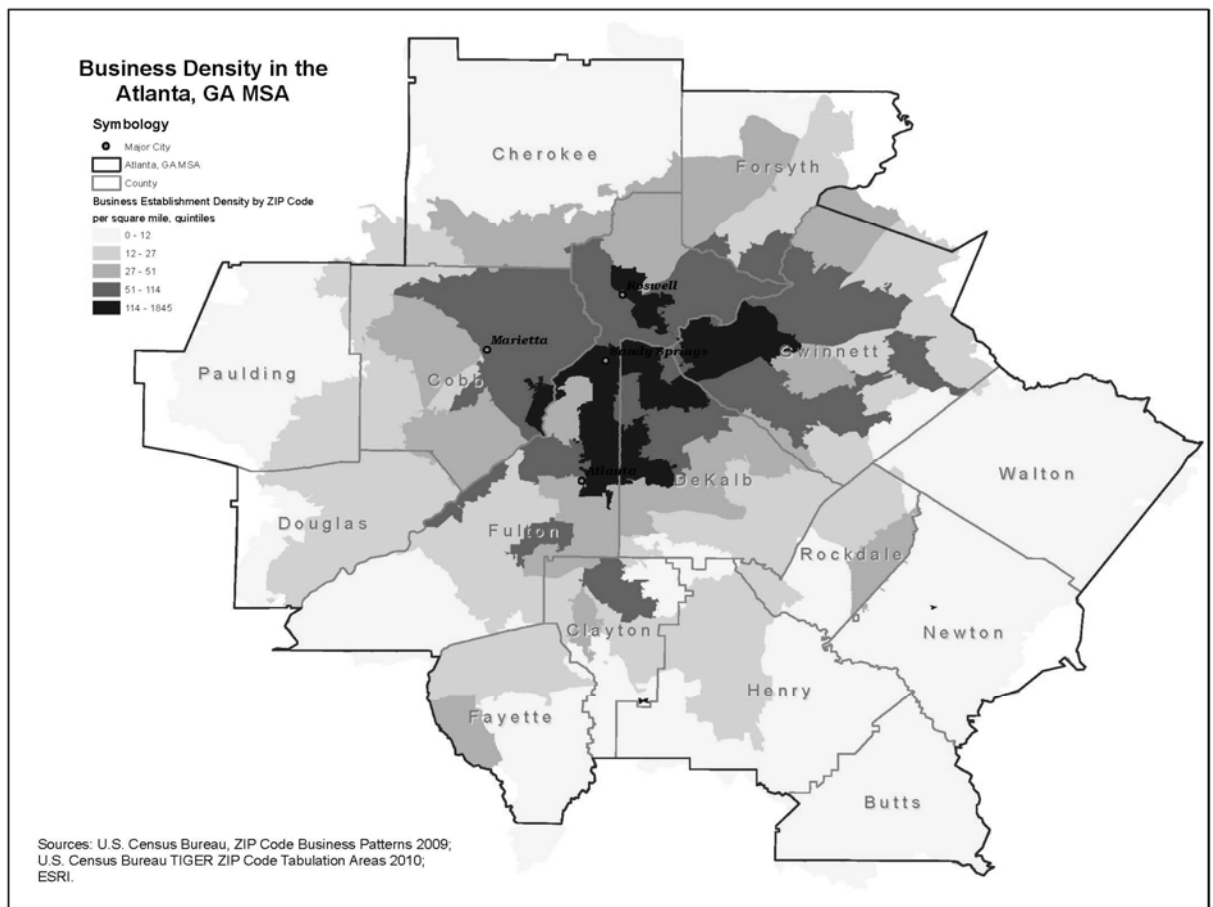 Business Density in the
Atlanta, GA MSA
Symbology
Major City
Atlanta, GA MSA
County
Business Establishment Density by ZIP Code
per square mile, quintiles
0 - 12
12 - 27
27 - 51
51 - 114
114 - 1845
Cherokee
Forsyth
Roswell
Marietta
Sandy Springs
Gwinnett
Paulding
Cobb
Walton
Atlanta
DeKalb
Douglas
Fulton
Rockdale
Clayton
Newton
Henry
Fayette
Butts
Sources: U.S. Census Bureau, ZIP Code Business Patterns 2009;
U.S. Census Bureau TIGER ZIP Code Tabulation Areas 2010;
ESRI.